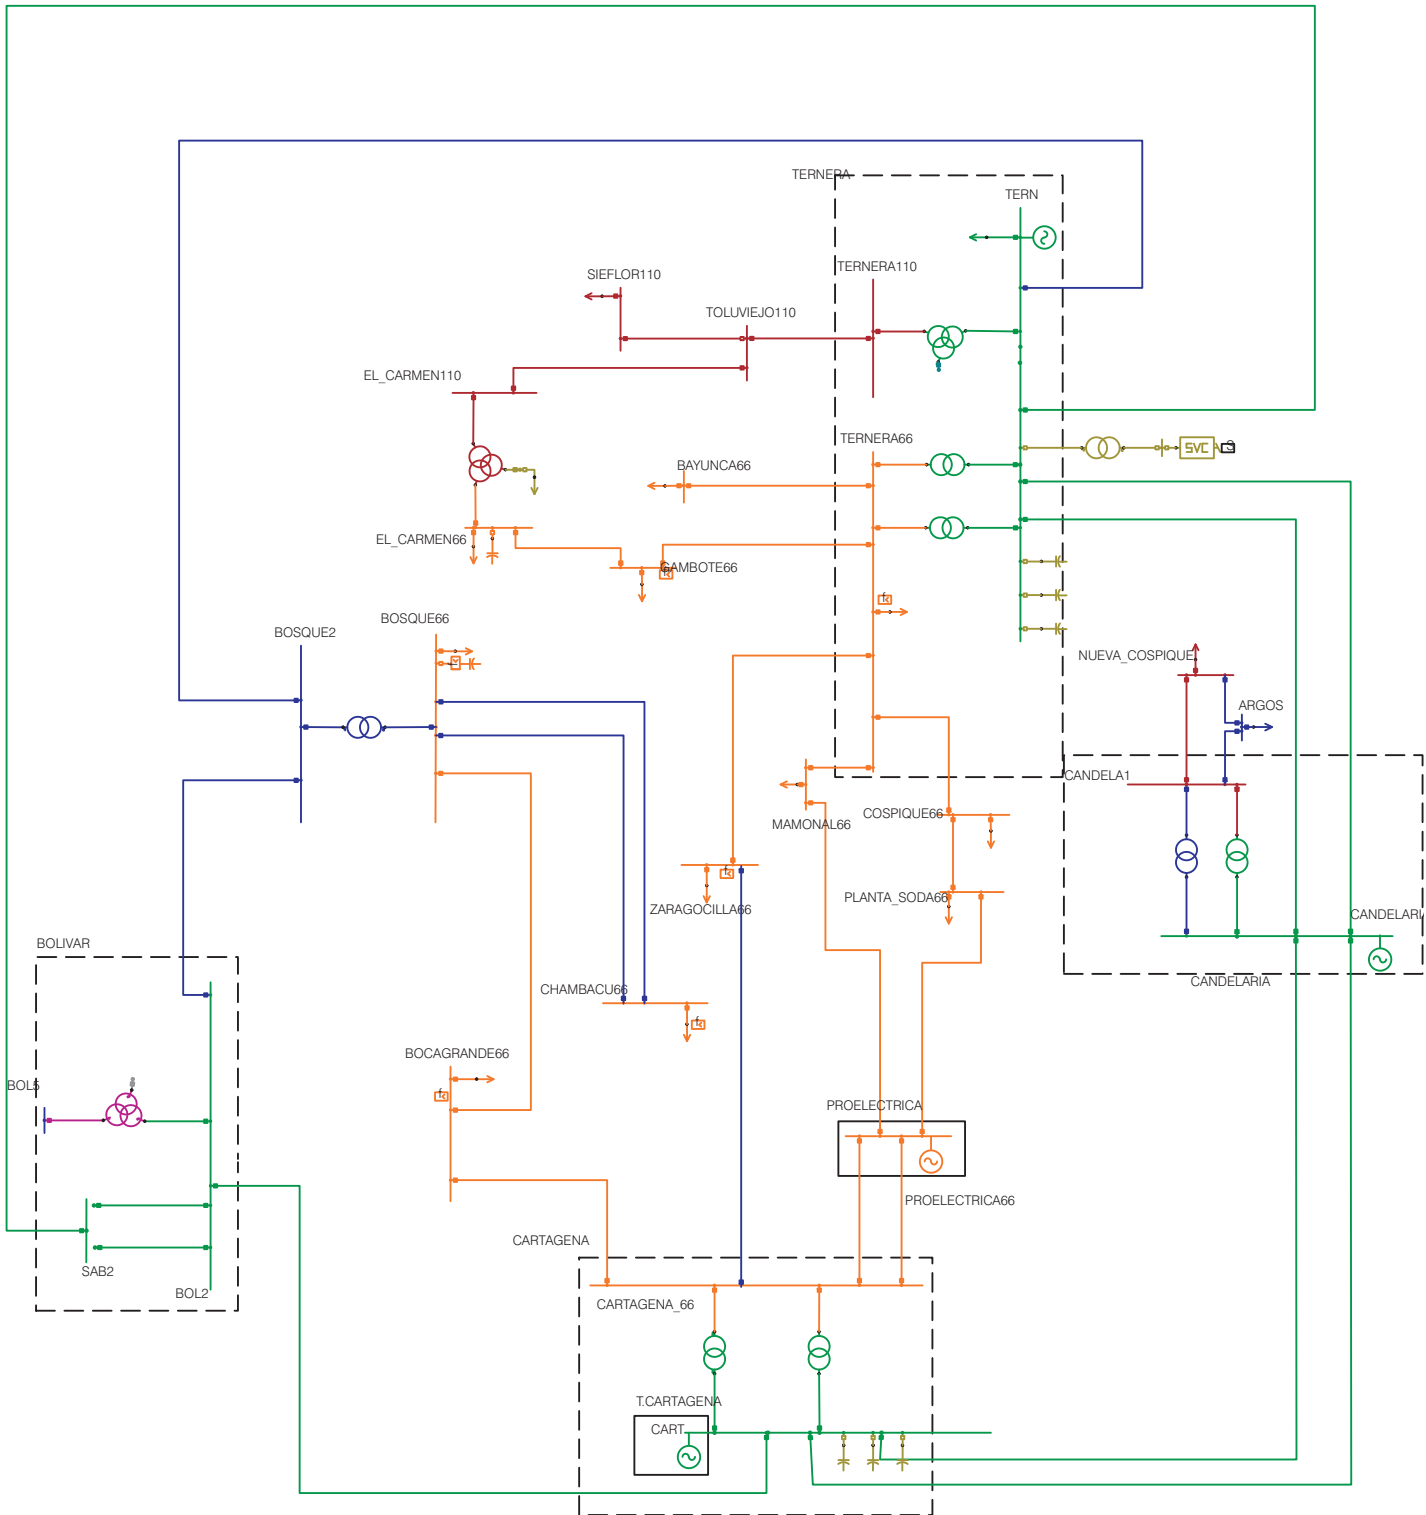 TERNERA
TERN
TERNERA110
SIEFLOR110
TOLUVIEJO110
EL_CARMEN110
TERNERA66
SVC
BAYUNCA66
EL_CARMEN66
GAMBOTE66
BOSQUE66
BOSQUE2
NUEVA_COSPIQUE
ARGOS
CANDELA1
COSPIQUE66
MAMONAL66
PLANTA_SODA66
ZARAGOCILLA66
CANDELARI
BOLIVAR
CANDELARIA
CHAMBACU66
BOCAGRANDE66
BOL5
PROELECTRICA
PROELECTRICA66
CARTAGENA
SAB2
BOL2
CARTAGENA_66
T.CARTAGENA
CART